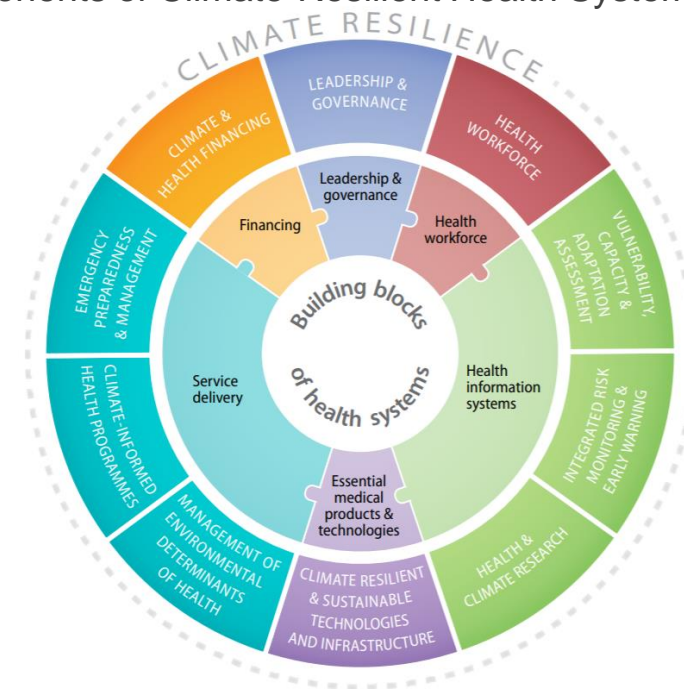 CLIMATE RESILIENCE
LEADERSHIP &
GOVERNANCE
HEALTH
WORKFORCE
VULNERABILITY,
CAPACITY &
ADAPTATION
ASSESSMENT
INTEGRATED RISK
MONITORING &
EARLY WARNING
HEALTH &
CLIMATE RESEARCH
CLIMATE RESILIENT
& SUSTAINABLE
TECHNOLOGIES
AND INFRASTRUCTURE
MANAGEMENT OF
ENVIRONMENTAL
DETERMINANTS
OF HEALTH
CLIMATE-INFORMED
HEALTH PROGRAMMES
EMERGENCY
PREPAREDNESS
& MANAGEMENT
CLIMATE &
HEALTH FINANCING
Leadership &
governance
Health
workforce
Health
information
systems
Essential
medical
products &
technologies
Service
delivery
Financing
Building blocks
of health systems